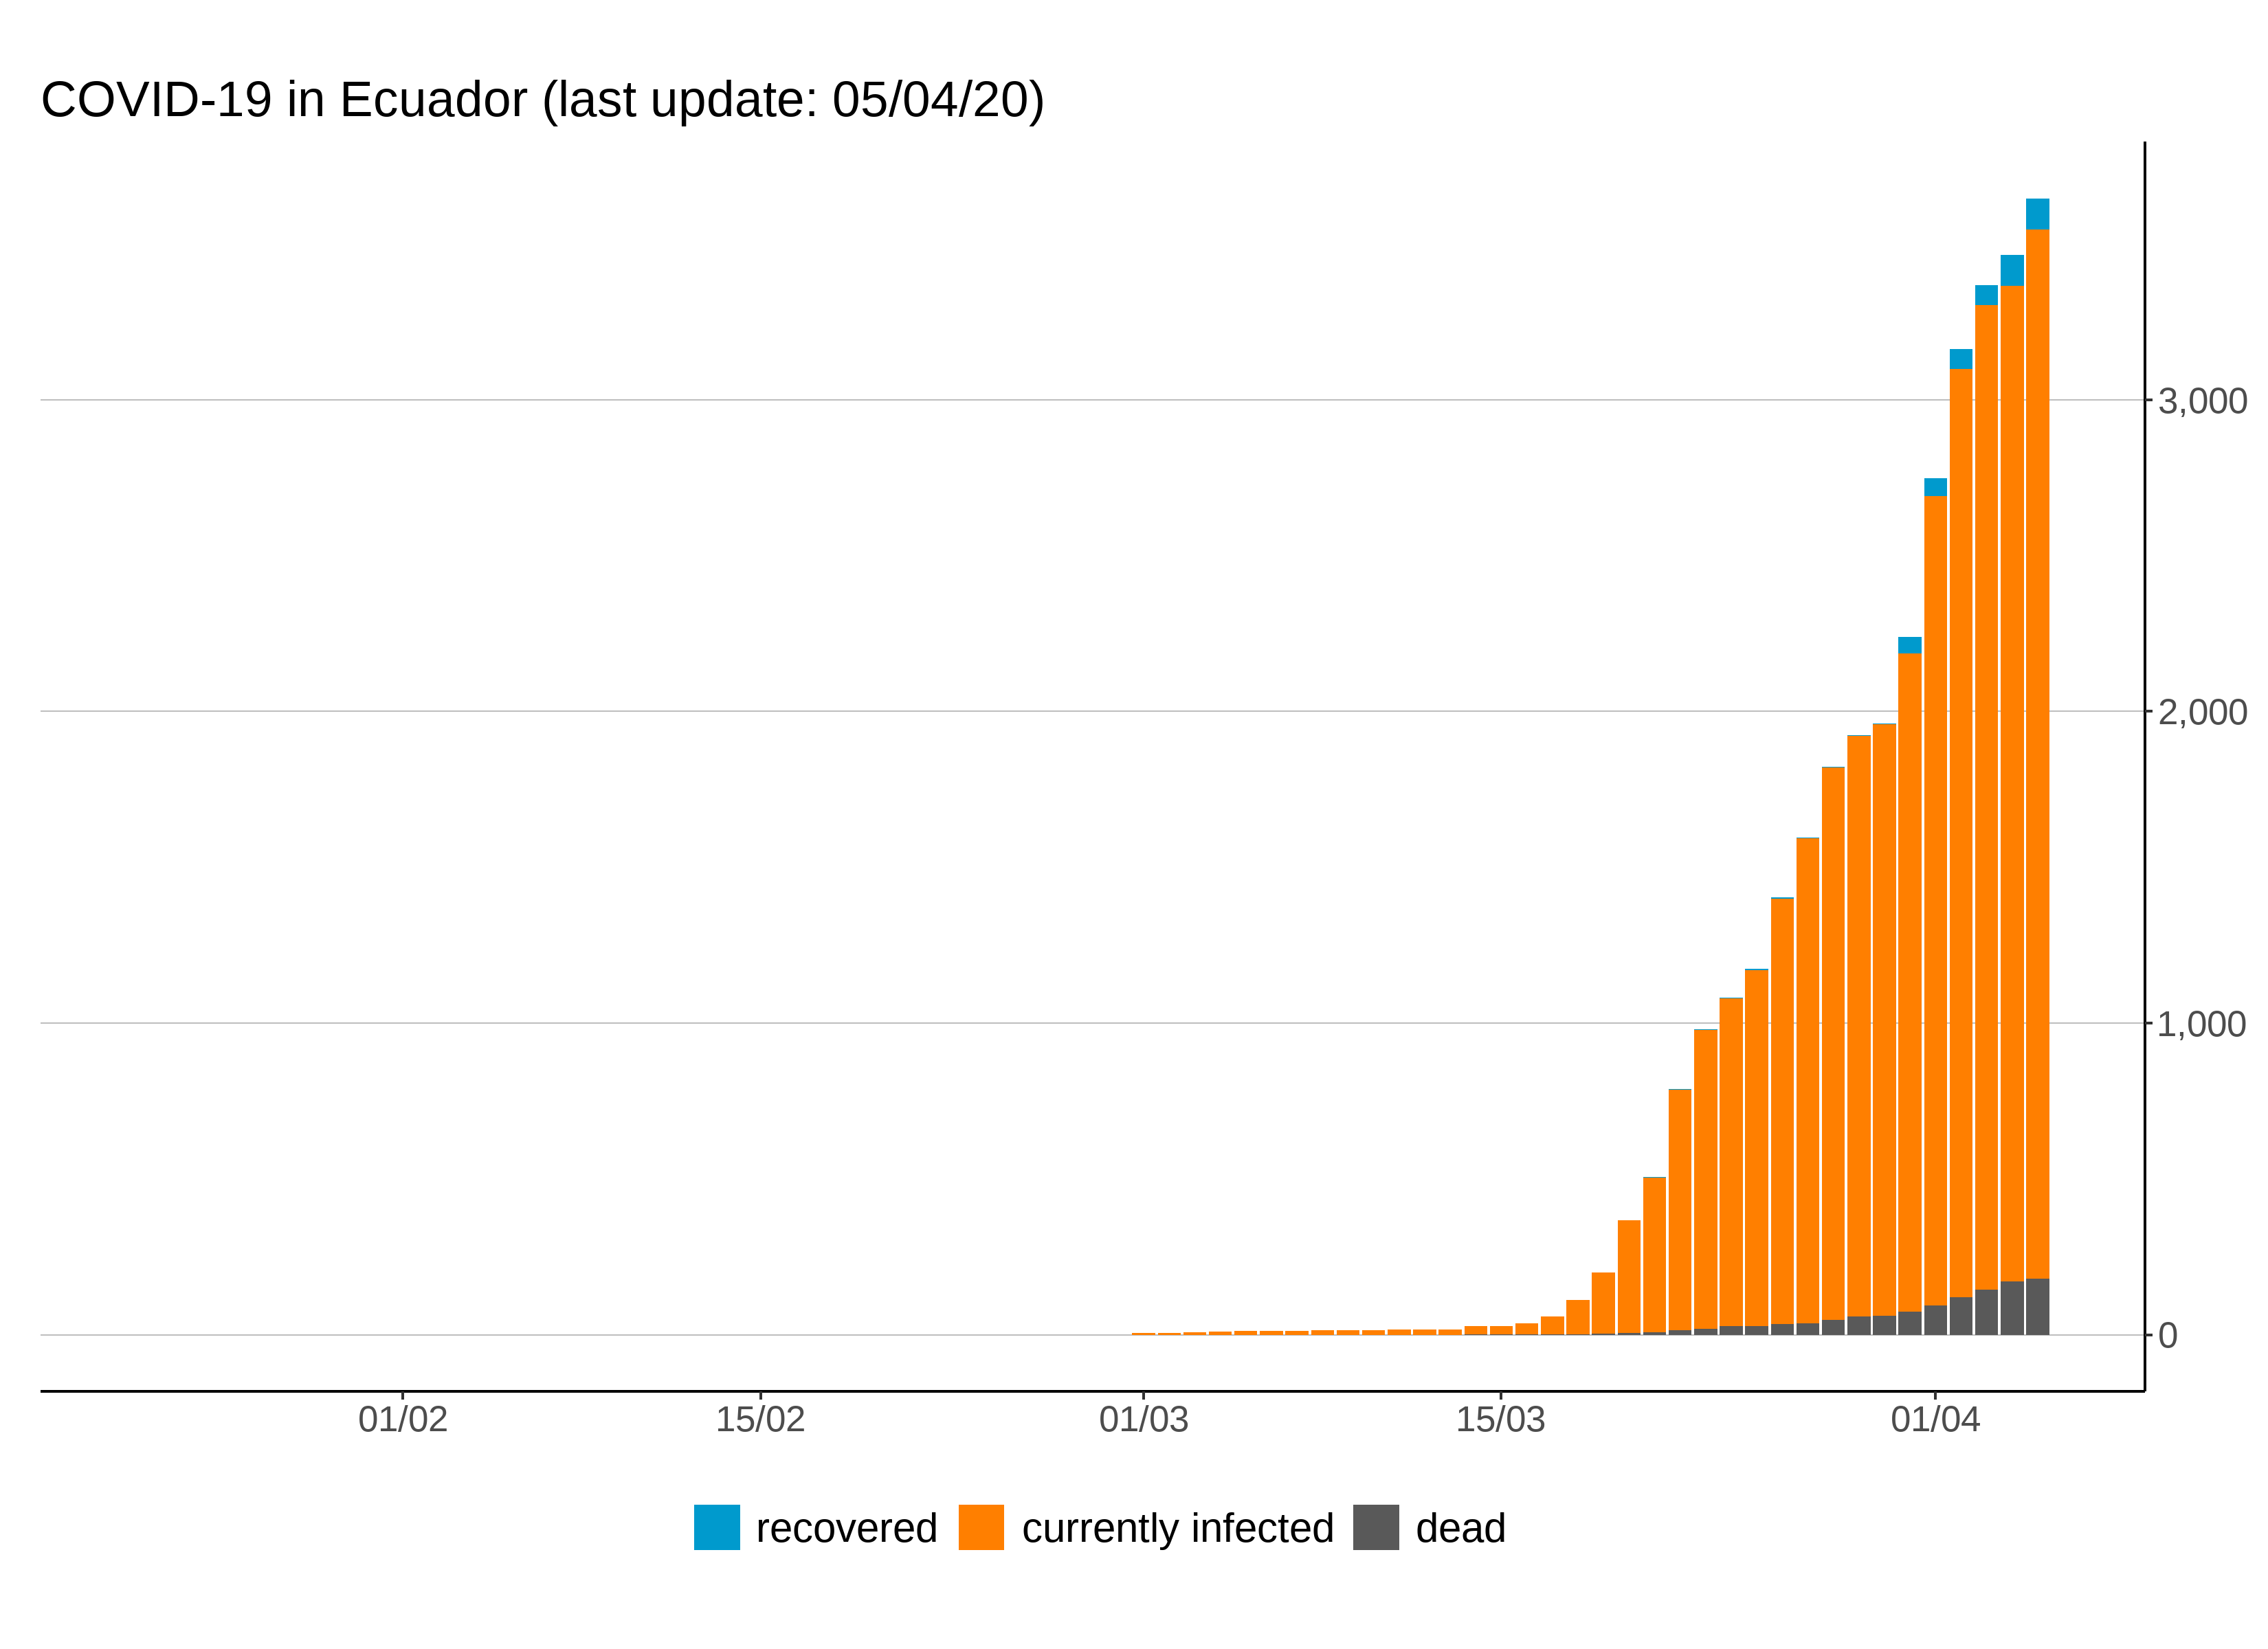 COVID-19 in Ecuador (last update: 05/04/20)
3,000
2,000
1,000
0
01/02 15/02 01/03 15/03 01/04
recovered currently infected dead